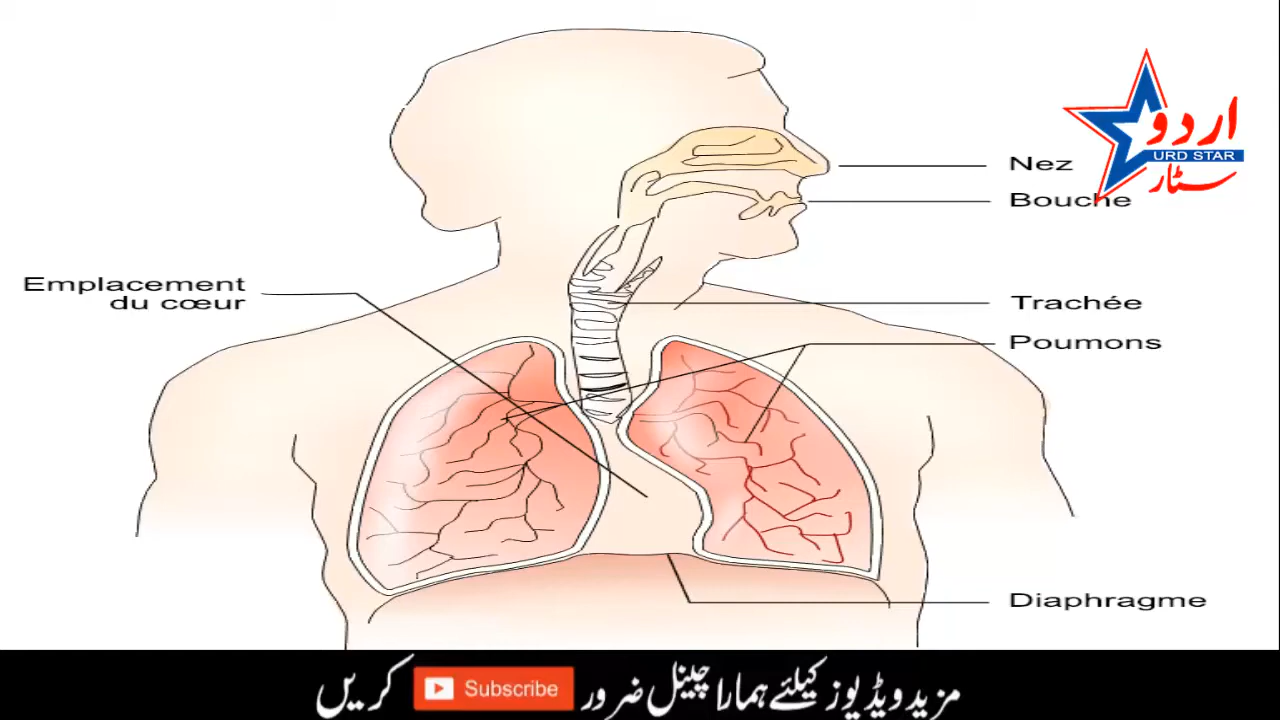 اردو
URD STAR
سٹار
Nez
Bouche
Emplacement
du cœur
Trachée
Poumons
Diaphragme
مزید ویڈیوز کیلئے ہمارا چینل ضرور Subscribe کریں